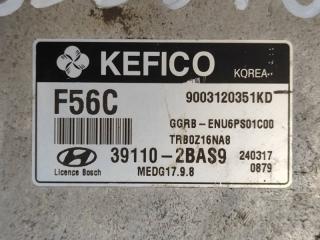 KEFICO
KOREA
F56C
9003120351KD
GGRB-ENU6PS01C00
TRB0Z16NA8
39110-2BAS9
240317
0879
Licence Bosch
MEDG17.9.8